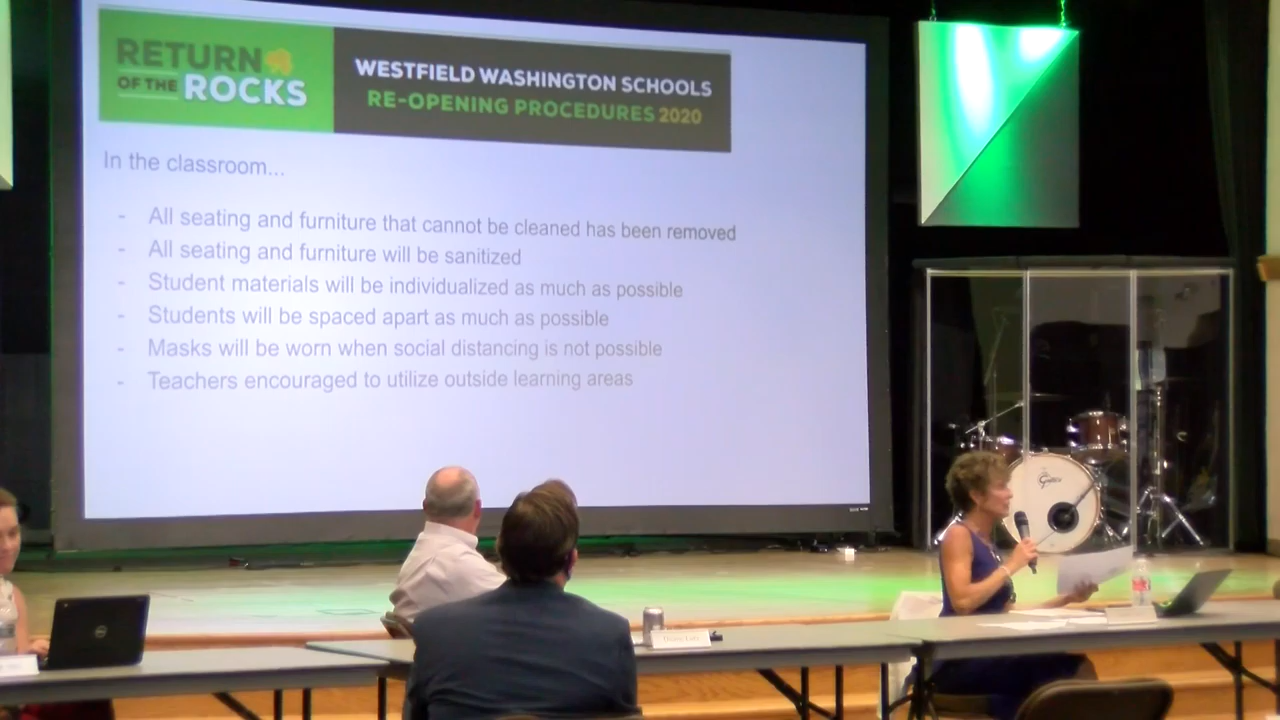 RETURN
OF THE ROCKS
WESTFIELD WASHINGTON SCHOOLS
RE-OPENING PROCEDURES 2020
In the classroom...
- All seating and furniture that cannot be cleaned has been removed
- All seating and furniture will be sanitized
- Student materials will be individualized as much as possible
- Students will be spaced apart as much as possible
- Masks will be worn when social distancing is not possible
- Teachers encouraged to utilize outside learning areas
Gretsch
DELL